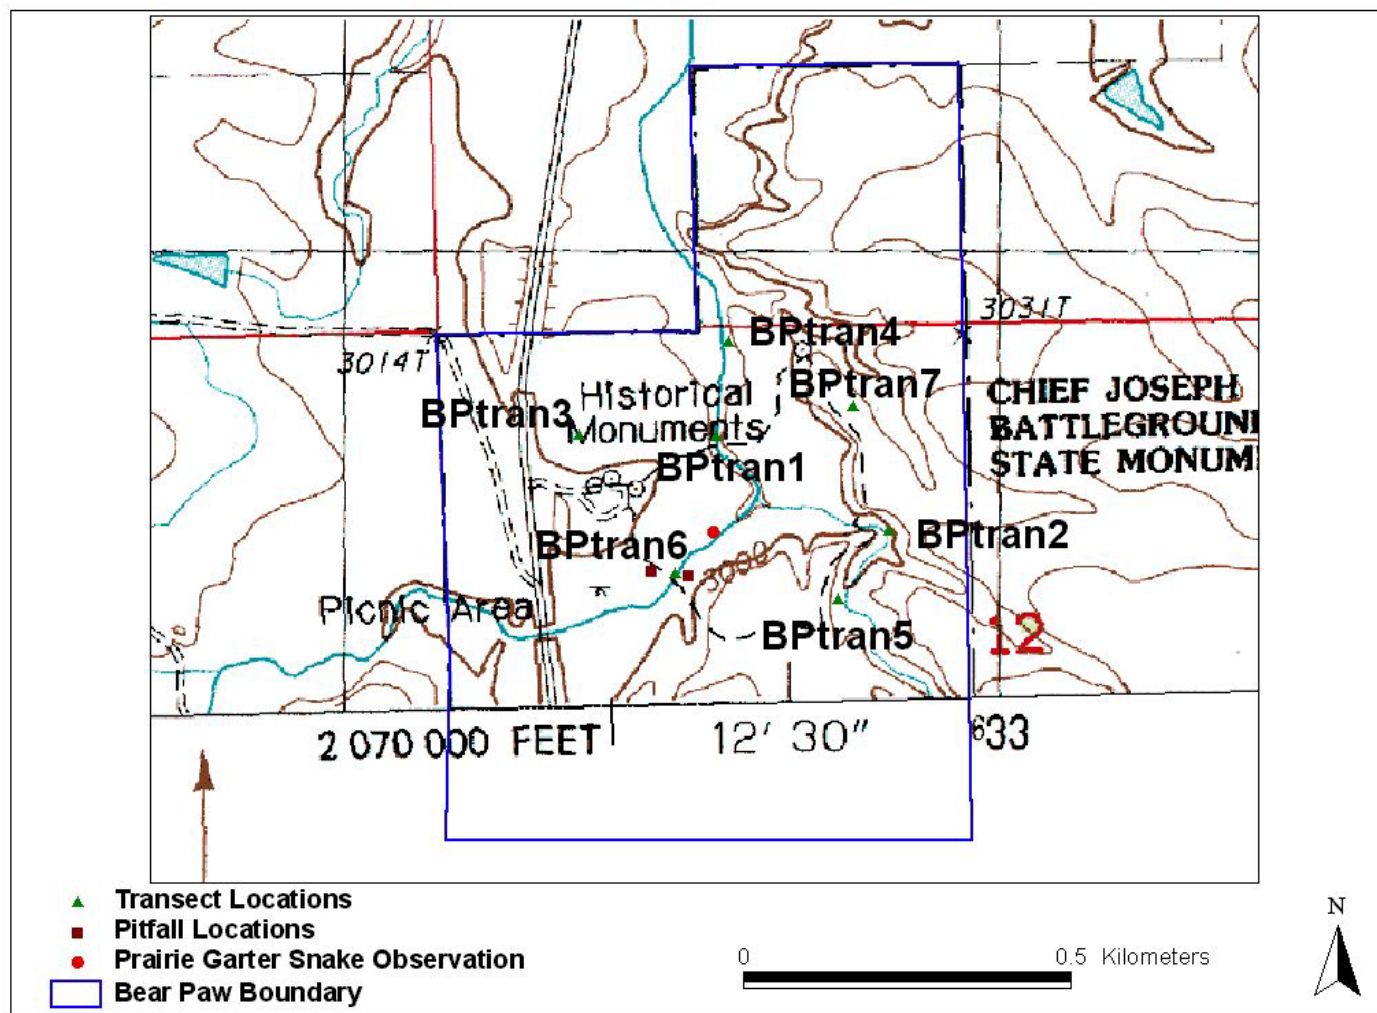 3031T
BPtran4
3014T
BPtran7
Historical
Monuments
BPtran3
CHIEF JOSEPH
BATTLEGROUN
STATE MONUM
BPtran1
BPtran2
BPtran6
3000
Picnic Area
12
BPtran5
2 070 000 FEET
12' 30"
633
Transect Locations
Pitfall Locations
Prairie Garter Snake Observation
Bear Paw Boundary
0
0.5 Kilometers
N